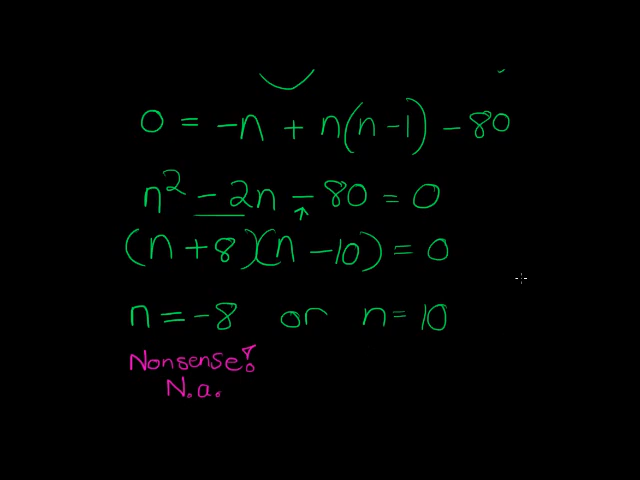 0 = -n + n(n-1) - 80
n² - 2n - 80 = 0
(n + 8)(n - 10) = 0
n = -8 or n = 10
Nonsense!
N.a.